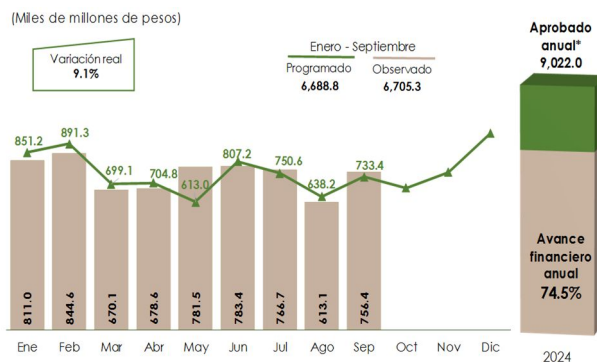 (Miles de millones de pesos)
Variación real
9.1%
Enero - Septiembre
Programado Observado
6,688.8 6,705.3
Aprobado
anual*
9,022.0
851.2 891.3 699.1 704.8 613.0 807.2 750.6 638.2 733.4
811.0 844.6 670.1 678.6 781.5 783.4 766.7 613.1 756.4
Avance
financiero
anual
74.5%
Ene Feb Mar Abr May Jun Jul Ago Sep Oct Nov Dic
2024